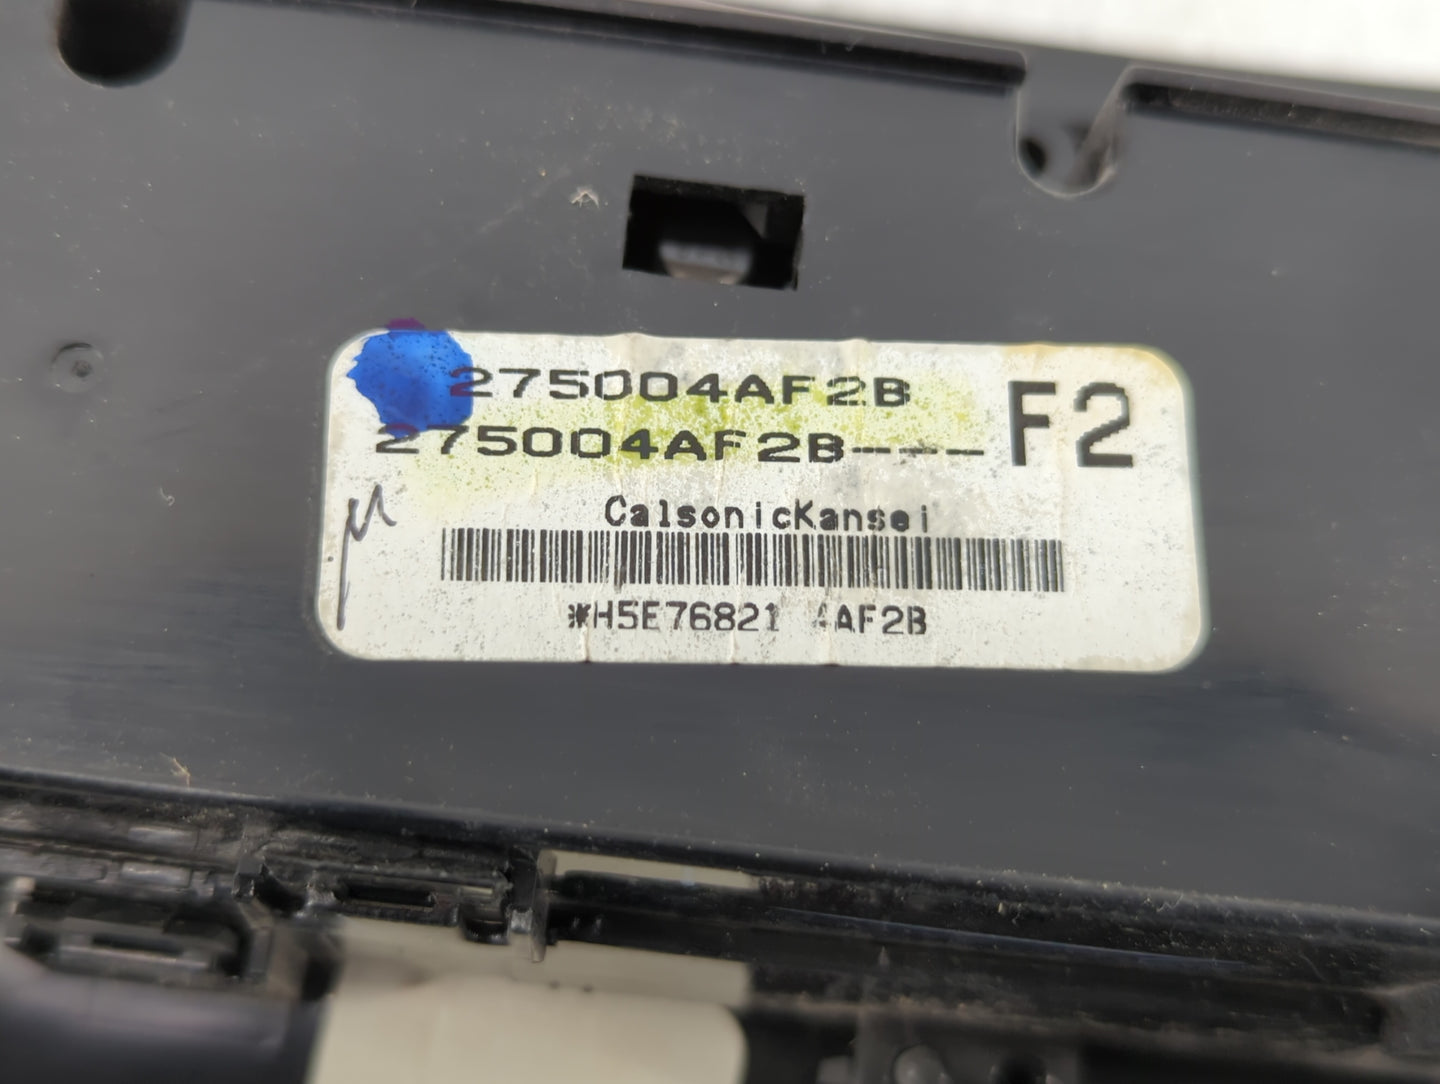 275004AF2B
275004AF2B---
F2
CalsonicKansei
*H5E76821 4AF2B